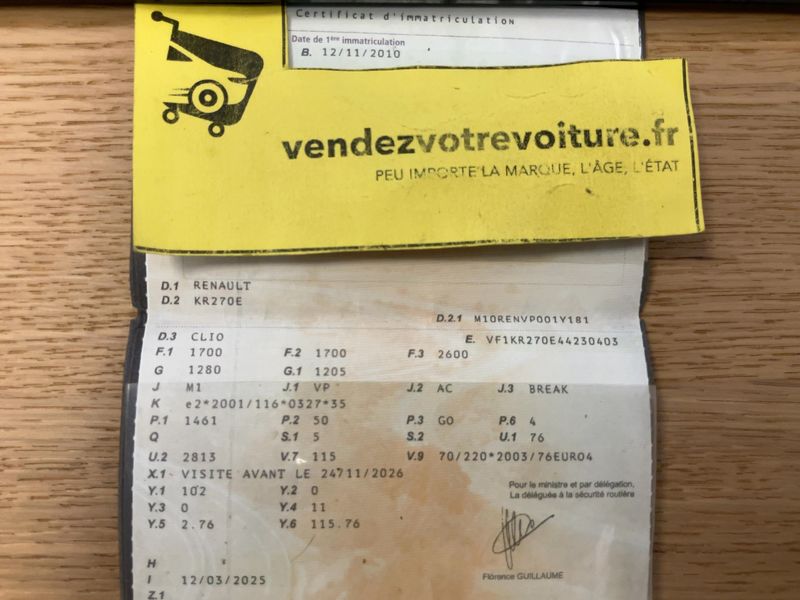 Certificat d'immatriculation
Date de 1ère immatriculation
B. 12/11/2010
vendezvotrevoiture.fr
PEU IMPORTE LA MARQUE, L'ÂGE, L'ÉTAT
D.1 RENAULT
D.2 KR270E
D.2.1 M10RENVP001Y181
D.3 CLIO E. VF1KR270E44230403
F.1 1700 F.2 1700 F.3 2600
G 1280 G.1 1205
J M1 J.1 VP J.2 AC J.3 BREAK
K e2*2001/116*0327*35
P.1 1461 P.2 50 P.3 GO P.6 4
Q S.1 5 S.2 U.1 76
U.2 2813 V.7 115 V.9 70/220*2003/76EURO4
X.1 VISITE AVANT LE 24/11/2026
Y.1 102 Y.2 0
Y.3 0 Y.4 11
Y.5 2.76 Y.6 115.76
Pour le ministre et par délégation,
La déléguée à la sécurité routière
Florence GUILLAUME
H
I 12/03/2025
Z.1